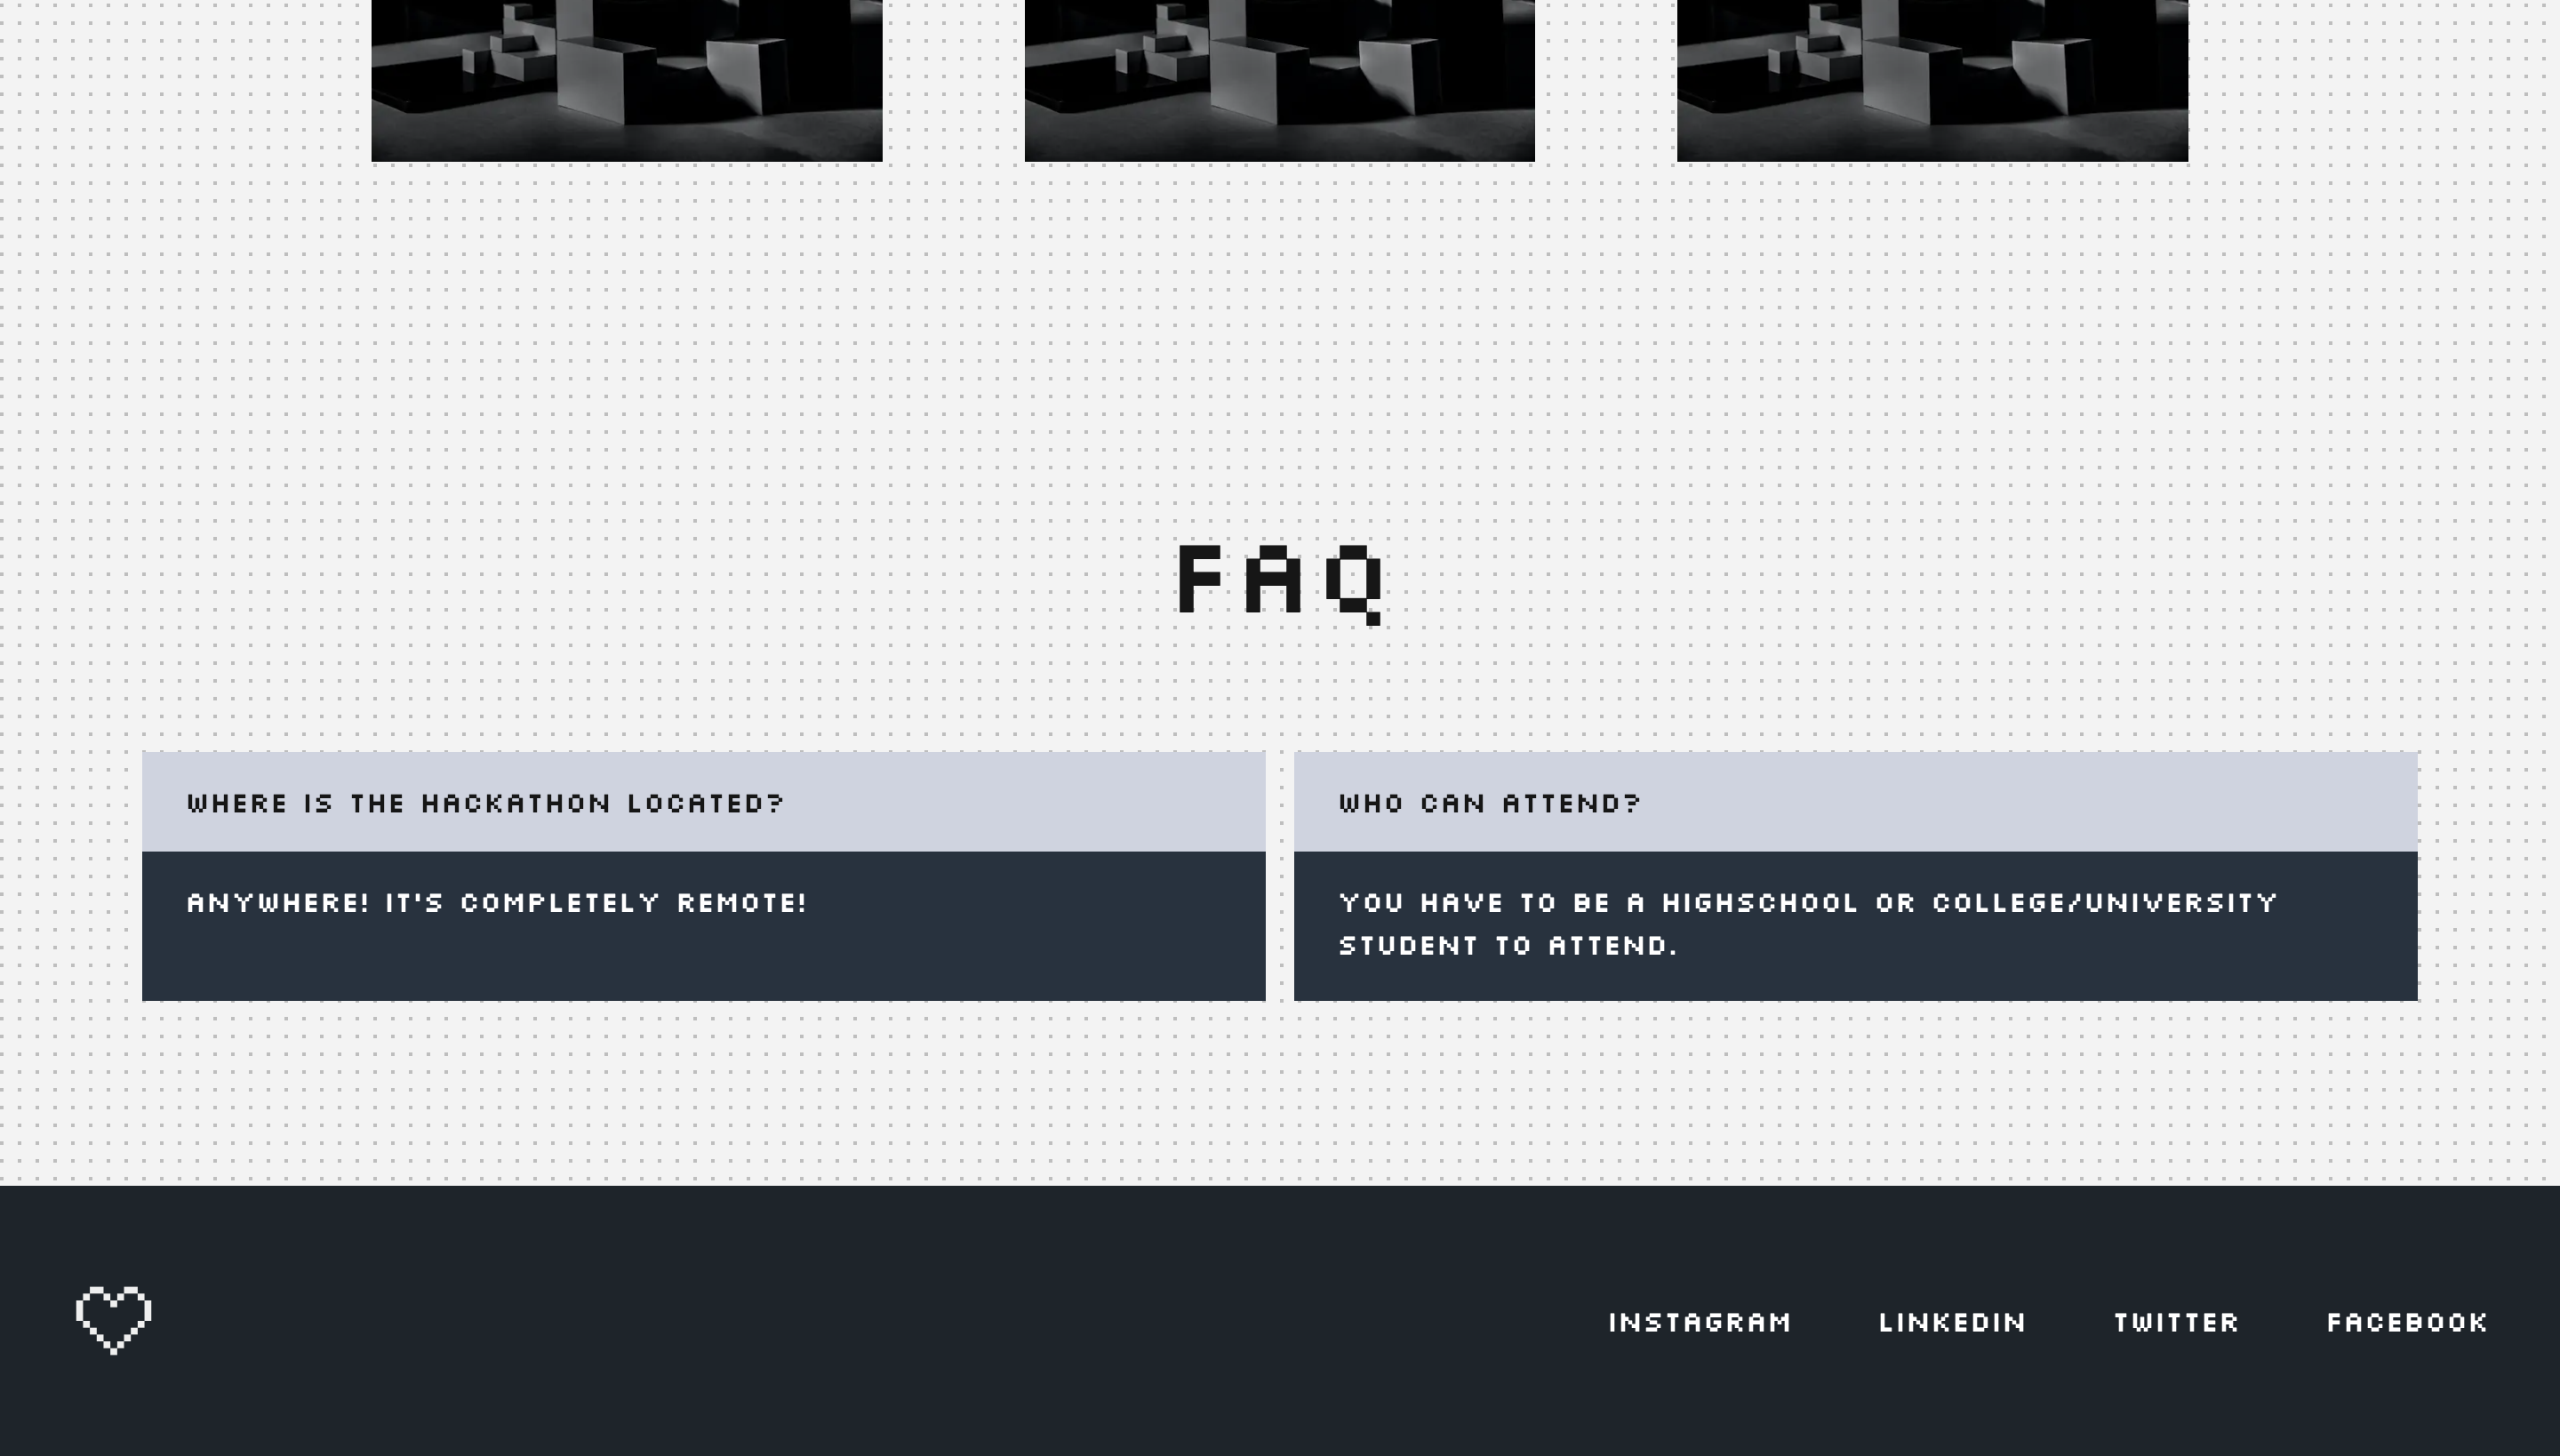 FAQ
WHERE IS THE HACKATHON LOCATED?
ANYWHERE! IT'S COMPLETELY REMOTE!
WHO CAN ATTEND?
YOU HAVE TO BE A HIGHSCHOOL OR COLLEGE/UNIVERSITY
STUDENT TO ATTEND.
INSTAGRAM
LINKEDIN
TWITTER
FACEBOOK